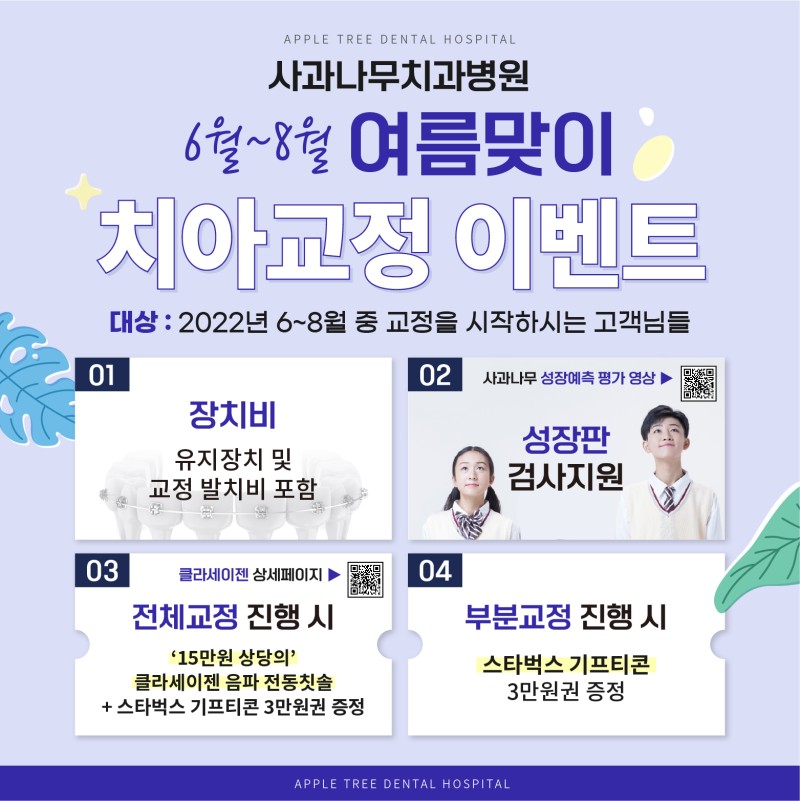 APPLE TREE DENTAL HOSPITAL
사과나무치과병원
6월~8월 여름맞이
치아교정 이벤트
대상 : 2022년 6~8월 중 교정을 시작하시는 고객님들
01
장치비
유지장치 및
교정 발치비 포함
02
사과나무 성장예측 평가 영상 ▶
성장판
검사지원
03
클라세이젠 상세페이지 ▶
전체교정 진행 시
‘15만원 상당의’
클라세이젠 음파 전동칫솔
+ 스타벅스 기프티콘 3만원권 증정
04
부분교정 진행 시
스타벅스 기프티콘
3만원권 증정
APPLE TREE DENTAL HOSPITAL